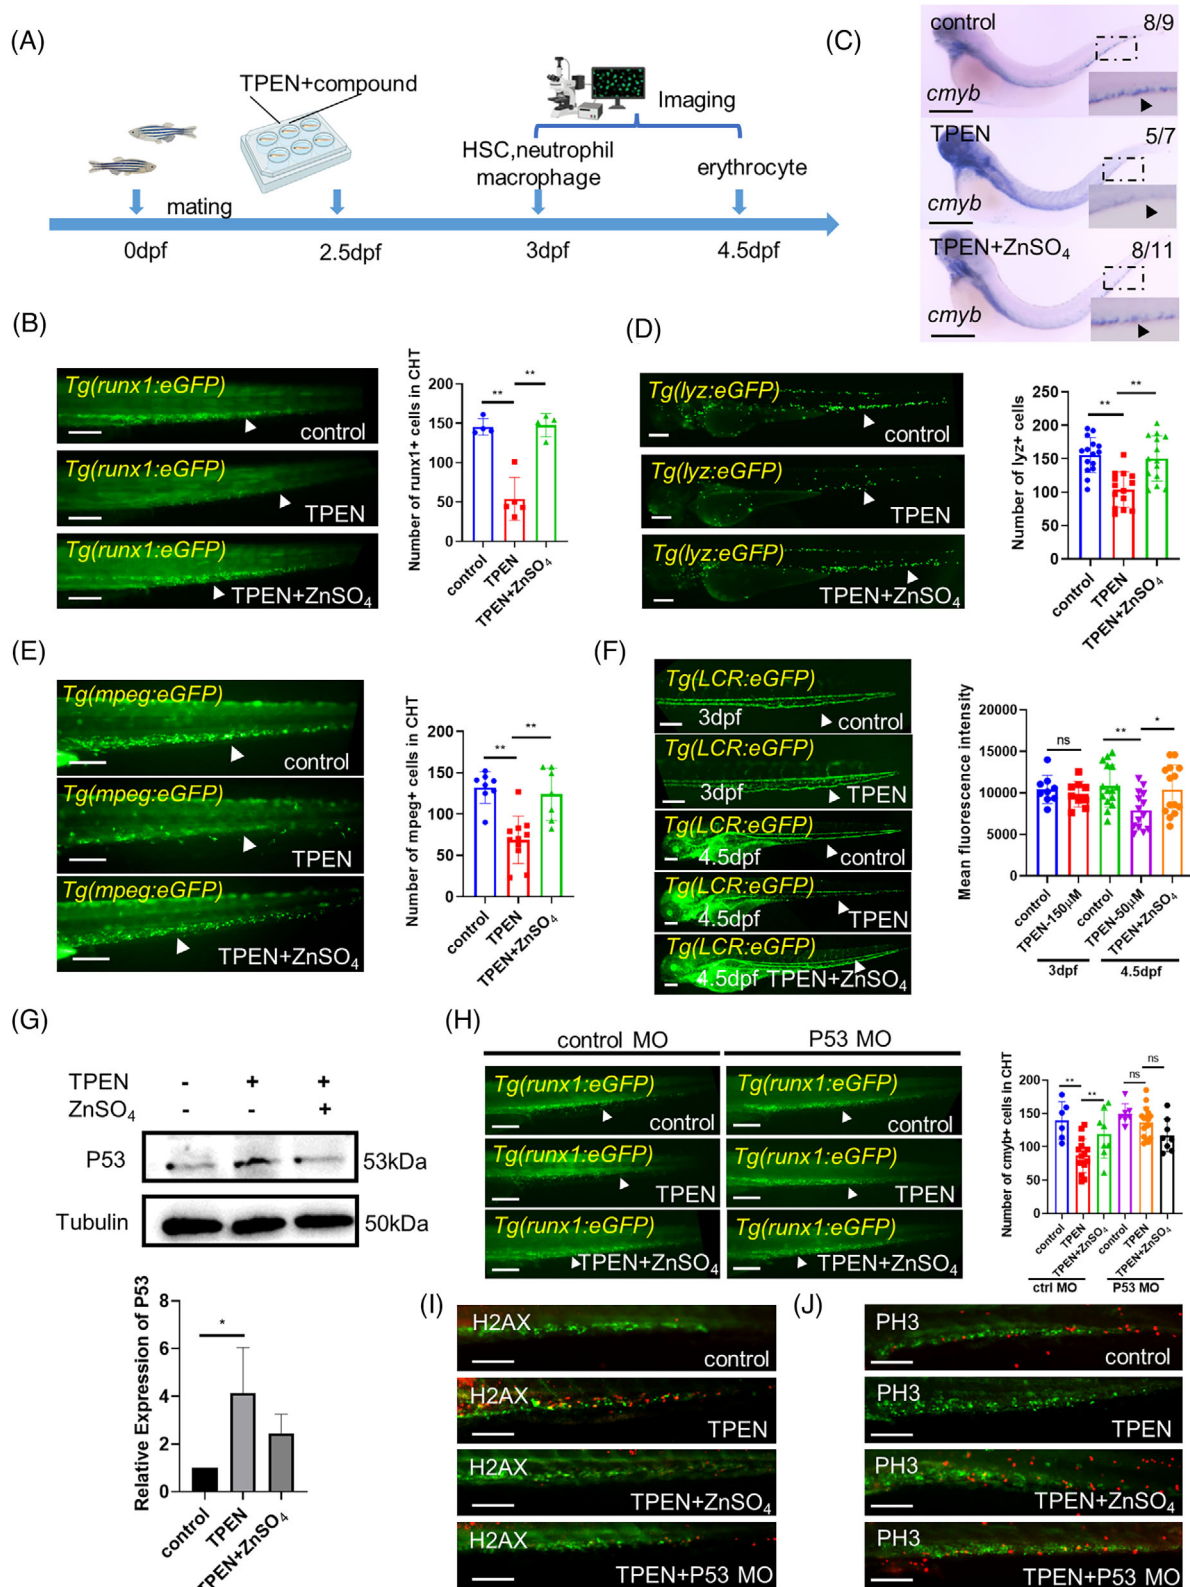 (A)
TPEN+compound
Imaging
HSC,neutrophil
macrophage
erythrocyte
mating
0dpf
2.5dpf
3dpf
4.5dpf
(C)
control
8/9
cmyb
TPEN
5/7
cmyb
TPEN+ZnSO4
8/11
cmyb
(B)
Tg(runx1:eGFP)
control
Tg(runx1:eGFP)
TPEN
Tg(runx1:eGFP)
TPEN+ZnSO4
Number of runx1+ cells in CHT
200
150
100
50
0
**
**
control
TPEN
TPEN+ZnSO4
(D)
Tg(lyz:eGFP)
control
Tg(lyz:eGFP)
TPEN
Tg(lyz:eGFP)
TPEN+ZnSO4
Number of lyz+ cells
250
200
150
100
50
0
**
**
control
TPEN
TPEN+ZnSO4
(E)
Tg(mpeg:eGFP)
control
Tg(mpeg:eGFP)
TPEN
Tg(mpeg:eGFP)
TPEN+ZnSO4
Number of mpeg+ cells in CHT
200
150
100
50
0
**
**
control
TPEN
TPEN+ZnSO4
(F)
Tg(LCR:eGFP)
3dpf
control
Tg(LCR:eGFP)
3dpf
TPEN
Tg(LCR:eGFP)
4.5dpf
control
Tg(LCR:eGFP)
4.5dpf
TPEN
Tg(LCR:eGFP)
4.5dpf
TPEN+ZnSO4
Mean fluorescence intensity
20000
15000
10000
5000
0
ns
**
*
control
TPEN-150μM
control
TPEN-50μM
TPEN+ZnSO4
3dpf
4.5dpf
(G)
TPEN - + +
ZnSO4 - - +
P53
53kDa
Tubulin
50kDa
Relative Expression of P53
8
6
4
2
0
*
control
TPEN
TPEN+ZnSO4
(H)
control MO
P53 MO
Tg(runx1:eGFP)
control
Tg(runx1:eGFP)
control
Tg(runx1:eGFP)
TPEN
Tg(runx1:eGFP)
TPEN
Tg(runx1:eGFP)
TPEN+ZnSO4
Tg(runx1:eGFP)
TPEN+ZnSO4
Number of cmyb+ cells in CHT
200
150
100
50
0
**
**
ns
ns
control
TPEN
TPEN+ZnSO4
control
TPEN
TPEN+ZnSO4
ctrl MO
P53 MO
(I)
H2AX
control
H2AX
TPEN
H2AX
TPEN+ZnSO4
H2AX
TPEN+P53 MO
(J)
PH3
control
PH3
TPEN
PH3
TPEN+ZnSO4
PH3
TPEN+P53 MO